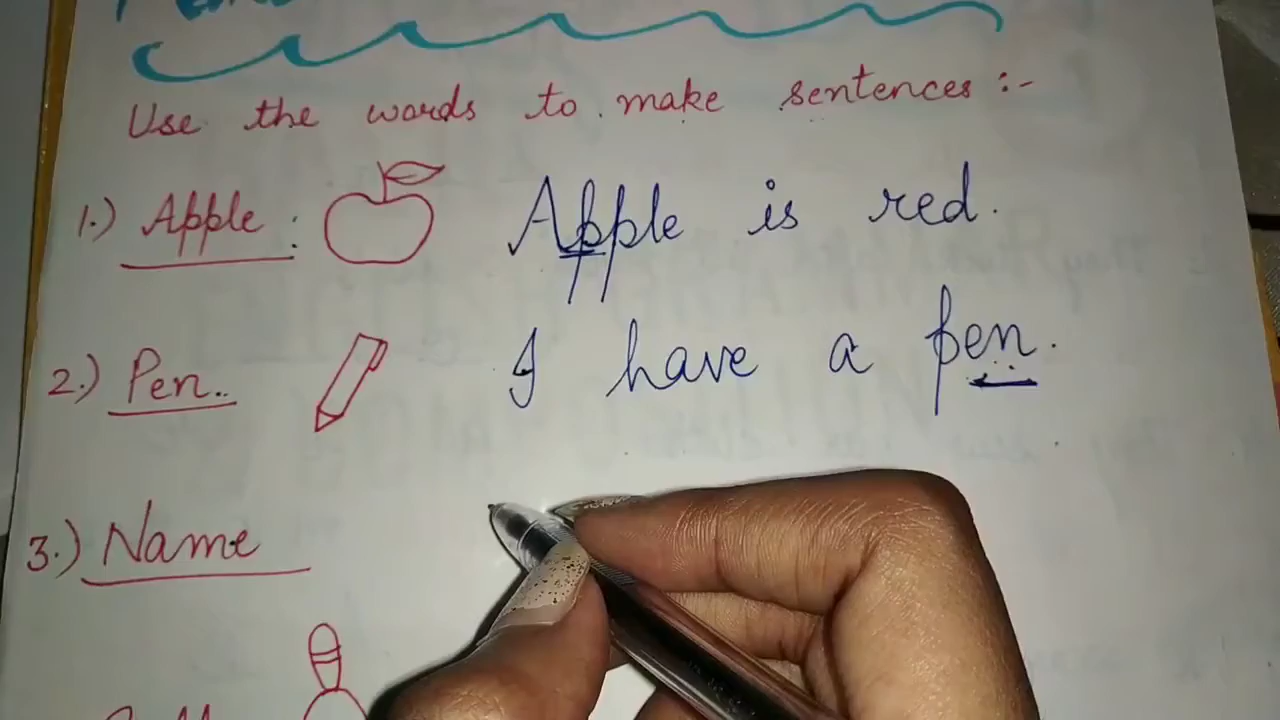 Use the words to make sentences :-
1.) Apple : Apple is red.
2.) Pen.. I have a pen.
3.) Name